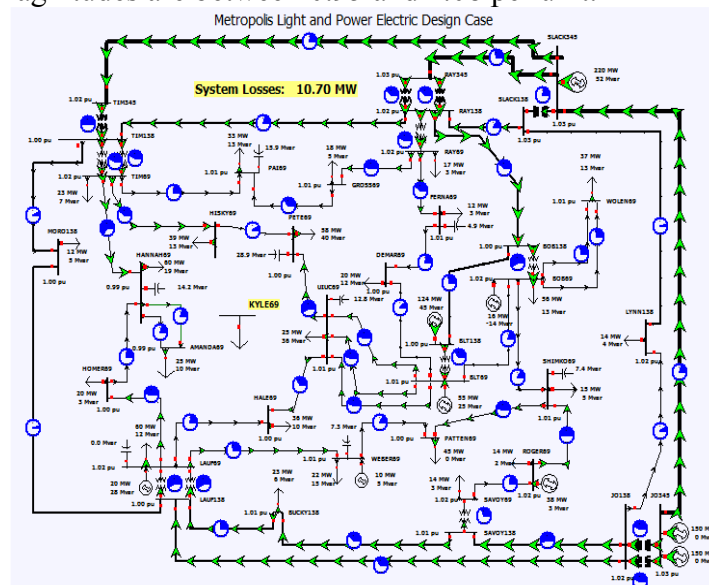 Metropolis Light and Power Electric Design Case
System Losses: 10.70 MW
SLACK345
220 MW
52 Mvar
1.02 pu
TIM345
1.03 pu
RAY345
SLACK138
1.03 pu
1.02 pu
RAY138
1.00 pu
TIM138
33 MW
13 Mvar
15.9 Mvar
18 MW
5 Mvar
RAY69
17 MW
3 Mvar
37 MW
13 Mvar
1.01 pu
PAI69
1.01 pu
GROSS69
1.01 pu
1.02 pu
TIM69
23 MW
7 Mvar
FERNA69
12 MW
3 Mvar
4.9 Mvar
1.01 pu
WOLEN69
1.01 pu
MORO138
12 MW
5 Mvar
1.00 pu
HISKY69
39 MW
13 Mvar
1.01 pu
PETE69
58 MW
40 Mvar
28.9 Mvar
1.00 pu
HANNAH69
60 MW
19 Mvar
0.99 pu
14.2 Mvar
DEMAR69
1.00 pu
1.00 pu
BOB138
BOB69
1.02 pu
56 MW
13 Mvar
18 MW
-14 Mvar
UIUC69
20 MW
12 Mvar
12.8 Mvar
124 MW
45 Mvar
KYLE69
23 MW
36 Mvar
1.01 pu
1.00 pu
BLT138
BLT69
1.01 pu
55 MW
25 Mvar
LYNN138
14 MW
4 Mvar
1.02 pu
0.99 pu
AMANDA69
25 MW
10 Mvar
HOMER69
20 MW
3 Mvar
1.00 pu
SHIMKO69
7.4 Mvar
15 MW
5 Mvar
1.01 pu
HALE69
36 MW
10 Mvar
1.00 pu
60 MW
12 Mvar
0.0 Mvar
7.3 Mvar
1.00 pu
PATTEN69
45 MW
0 Mvar
1.02 pu
LAUF69
20 MW
28 Mvar
LAUF138
1.00 pu
1.01 pu
22 MW
15 Mvar
WEBER69
10 MW
5 Mvar
ROGER69
14 MW
2 Mvar
38 MW
3 Mvar
1.02 pu
23 MW
6 Mvar
BUCKY138
1.01 pu
14 MW
3 Mvar
SAVOY69
1.02 pu
SAVOY138
1.01 pu
JO138
JO345
150 M
0 Mv
150 M
0 Mv
1.03 pu
1.03 pu